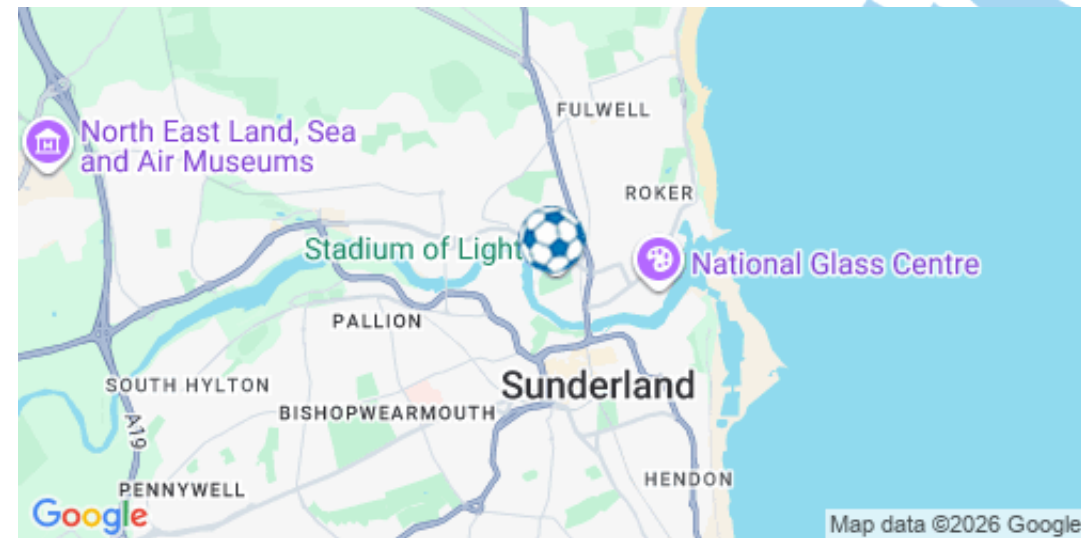 FULWELL
North East Land, Sea
and Air Museums
ROKER
Stadium of Light
National Glass Centre
PALLION
SOUTH HYLTON
Sunderland
BISHOPWEARMOUTH
A19
HENDON
PENNYWELL
Google
Map data ©2026 Google